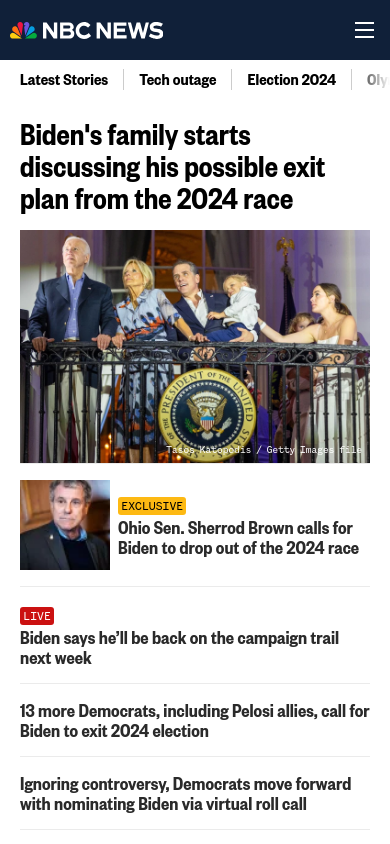 NBC NEWS
Latest Stories
Tech outage
Election 2024
Oly
Biden's family starts
discussing his possible exit
plan from the 2024 race
PRESIDENT OF THE UNITED STATES
Tasos Katopodis / Getty Images file
EXCLUSIVE
Ohio Sen. Sherrod Brown calls for
Biden to drop out of the 2024 race
LIVE
Biden says he’ll be back on the campaign trail
next week
13 more Democrats, including Pelosi allies, call for
Biden to exit 2024 election
Ignoring controversy, Democrats move forward
with nominating Biden via virtual roll call